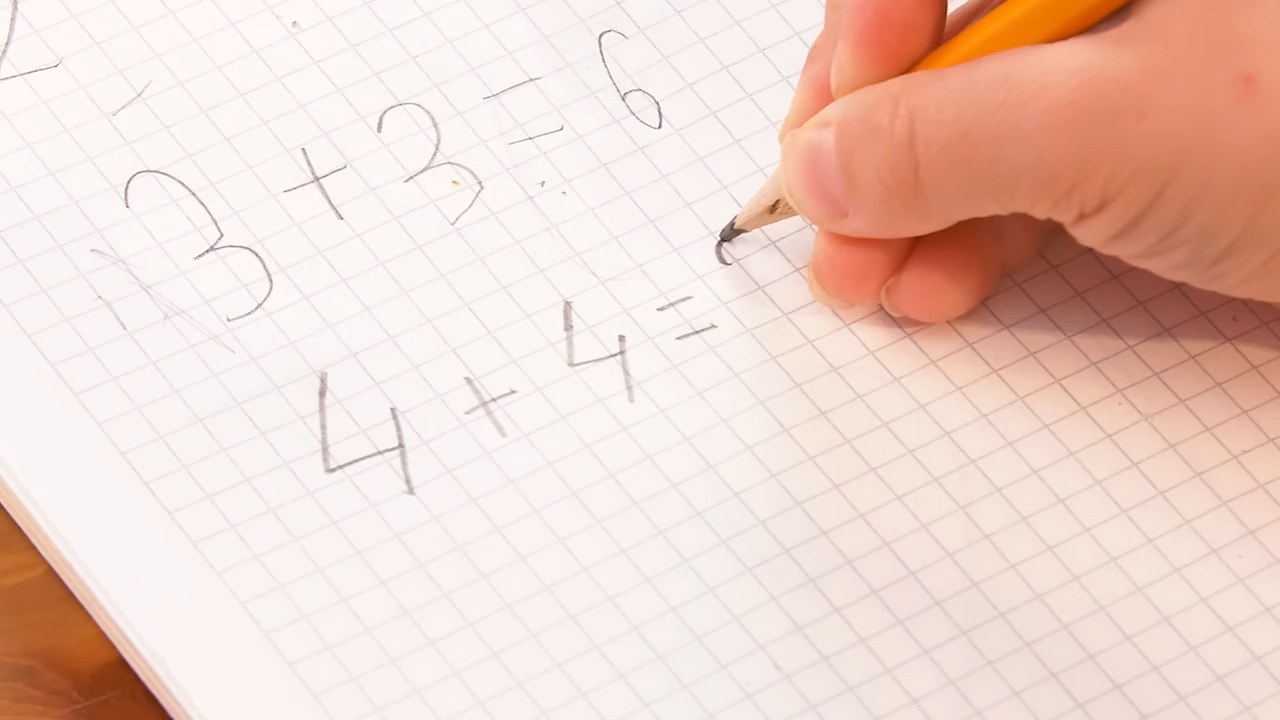 3 + 3 = 6
4 + 4 =